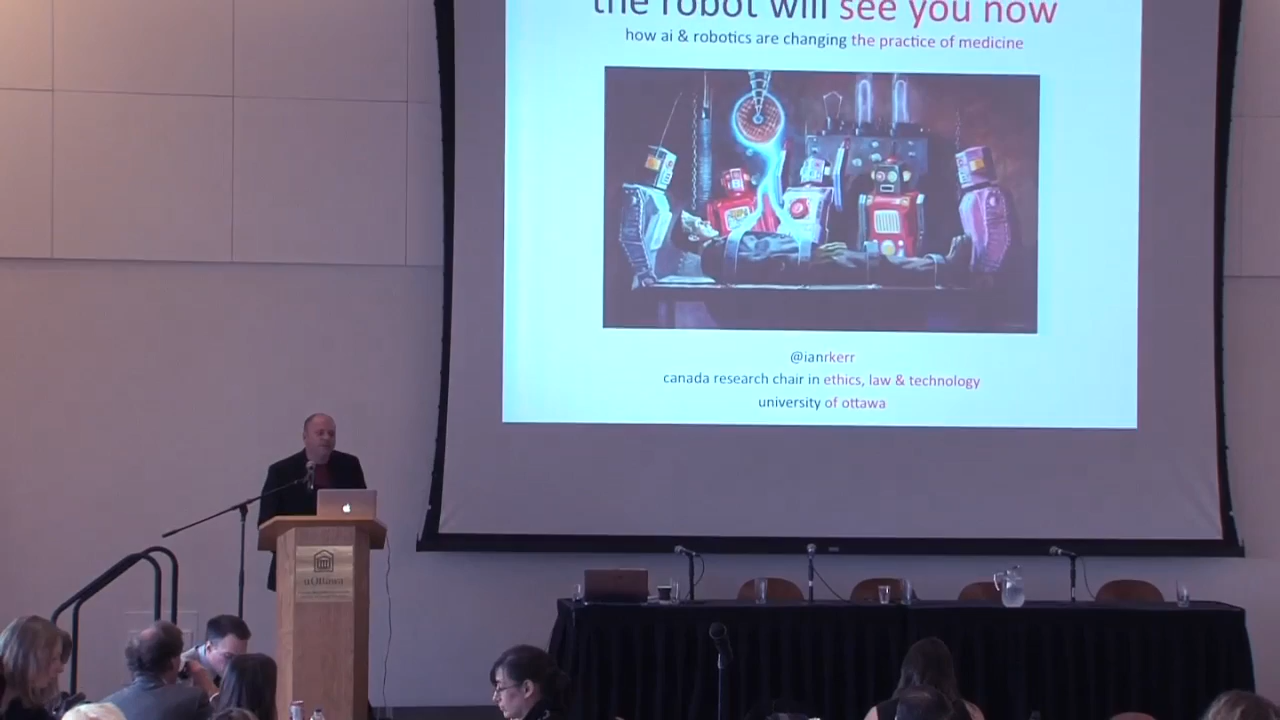 the robot will see you now
how ai & robotics are changing the practice of medicine
@ianrkerr
canada research chair in ethics, law & technology
university of ottawa
uOttawa